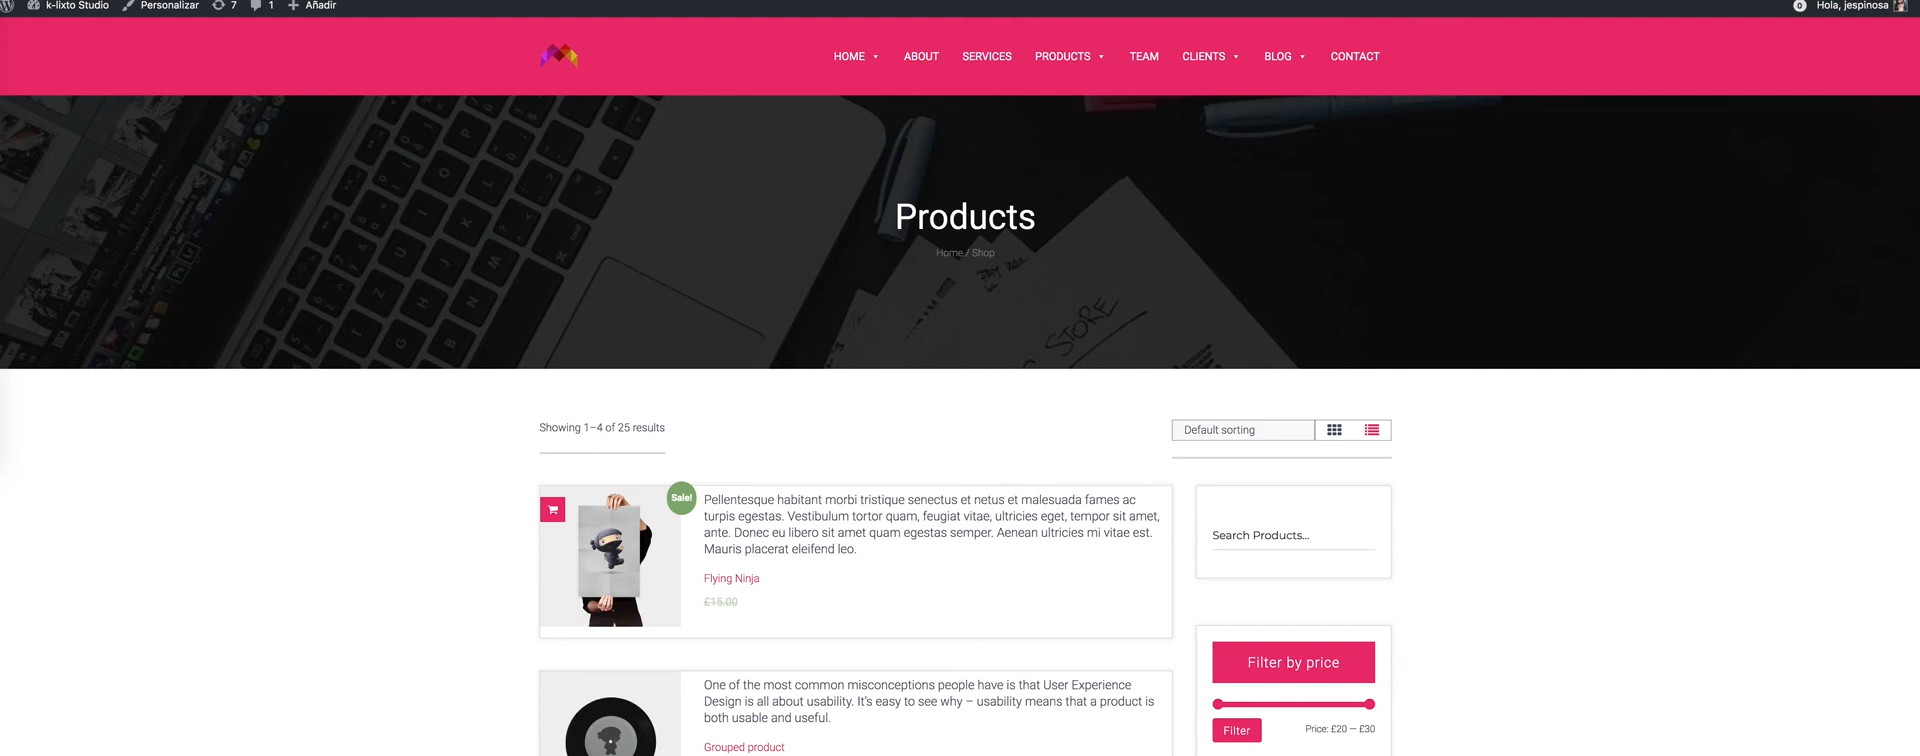 k-lixto Studio Personalizar 7 1 Añadir 0 Hola, jespinosa
HOME ABOUT SERVICES PRODUCTS TEAM CLIENTS BLOG CONTACT
Products
Home / Shop
STORE
Showing 1–4 of 25 results
Default sorting
Sale!
Pellentesque habitant morbi tristique senectus et netus et malesuada fames ac
turpis egestas. Vestibulum tortor quam, feugiat vitae, ultricies eget, tempor sit amet,
ante. Donec eu libero sit amet quam egestas semper. Aenean ultricies mi vitae est.
Mauris placerat eleifend leo.
Flying Ninja
£15.00
Search Products...
Filter by price
Filter
Price: £20 — £30
One of the most common misconceptions people have is that User Experience
Design is all about usability. It's easy to see why – usability means that a product is
both usable and useful.
Grouped product